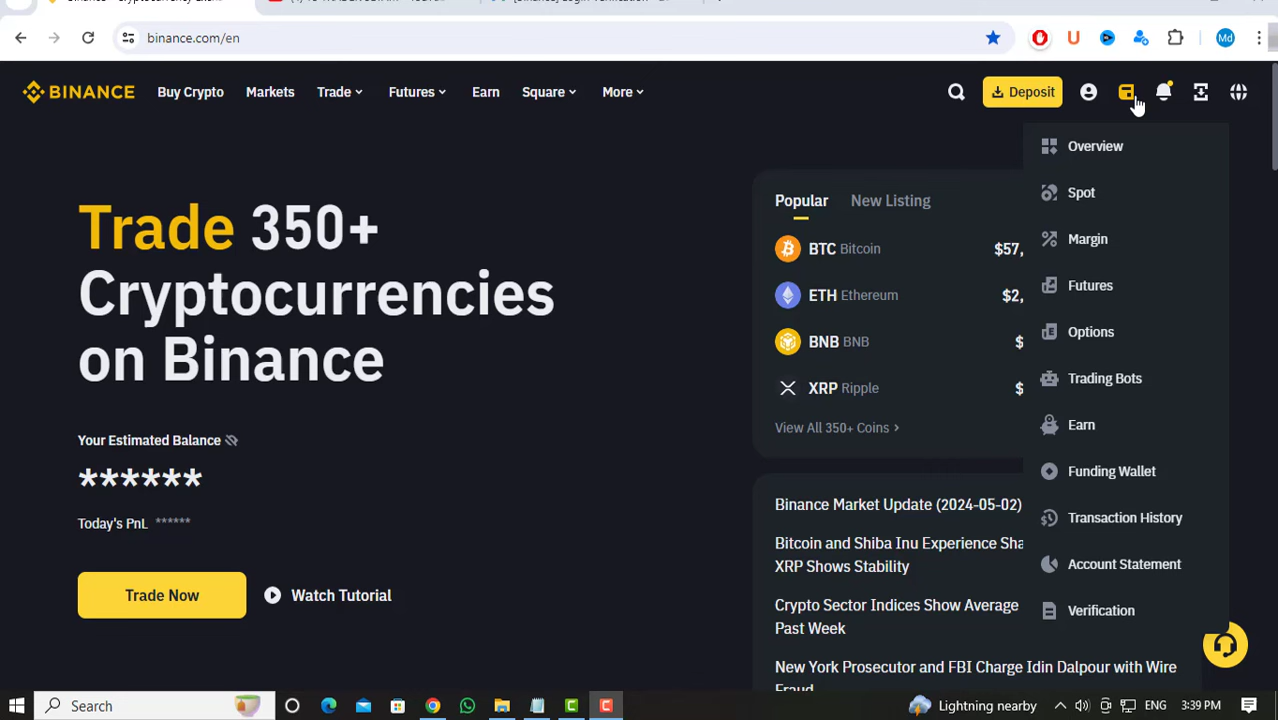 binance.com/en
Md
BINANCE
Buy Crypto
Markets
Trade
Futures
Earn
Square
More
Deposit
Trade 350+
Cryptocurrencies
on Binance
Your Estimated Balance
******
Today's PnL ******
Trade Now
Watch Tutorial
Popular
New Listing
BTC Bitcoin
$57,
ETH Ethereum
$2,
BNB BNB
$
XRP Ripple
$
View All 350+ Coins
Binance Market Update (2024-05-02)
Bitcoin and Shiba Inu Experience Sha
XRP Shows Stability
Crypto Sector Indices Show Average
Past Week
New York Prosecutor and FBI Charge Idin Dalpour with Wire
Fraud
Overview
Spot
Margin
Futures
Options
Trading Bots
Earn
Funding Wallet
Transaction History
Account Statement
Verification
Search
Lightning nearby
ENG
3:39 PM